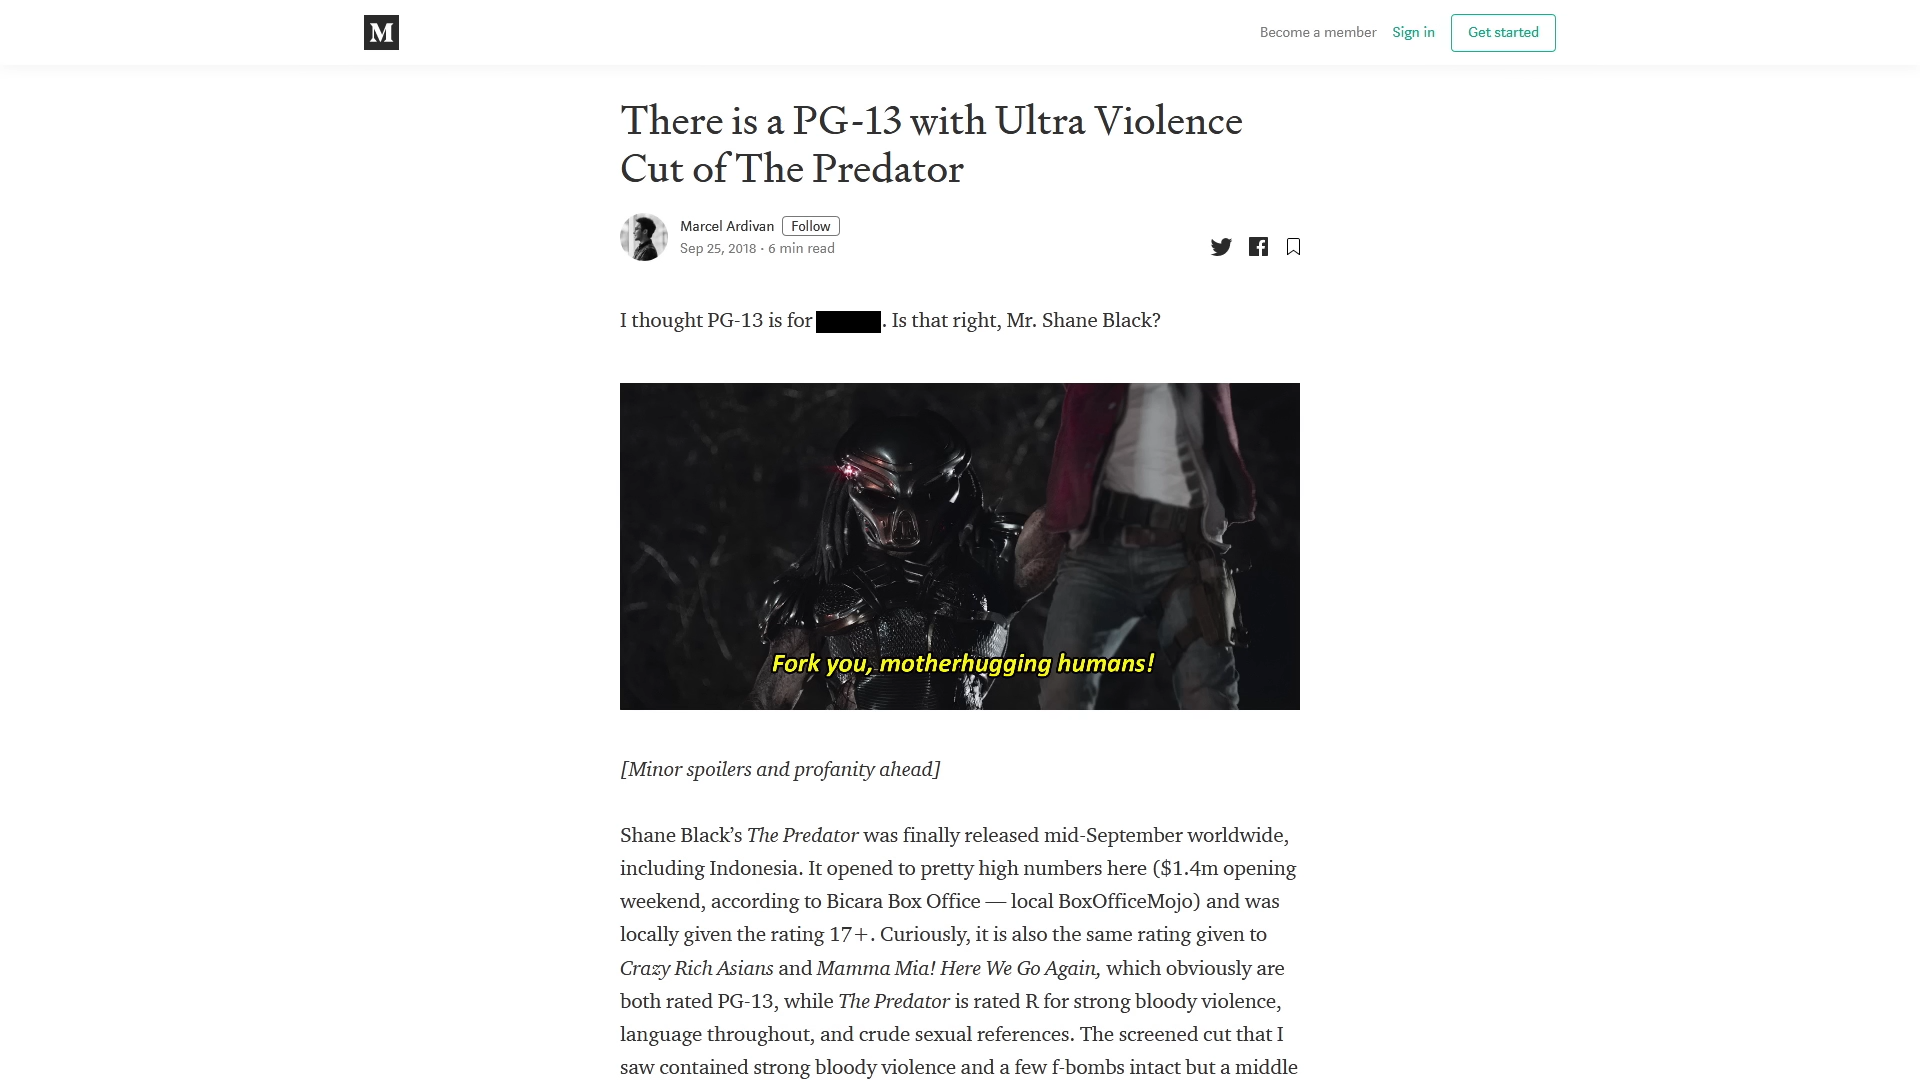 M
Become a member Sign in Get started
There is a PG-13 with Ultra Violence
Cut of The Predator
Marcel Ardivan Follow
Sep 25, 2018 · 6 min read
I thought PG-13 is for . Is that right, Mr. Shane Black?
Fork you, motherhugging humans!
[Minor spoilers and profanity ahead]
Shane Black’s The Predator was finally released mid-September worldwide,
including Indonesia. It opened to pretty high numbers here ($1.4m opening
weekend, according to Bicara Box Office — local BoxOfficeMojo) and was
locally given the rating 17+. Curiously, it is also the same rating given to
Crazy Rich Asians and Mamma Mia! Here We Go Again, which obviously are
both rated PG-13, while The Predator is rated R for strong bloody violence,
language throughout, and crude sexual references. The screened cut that I
saw contained strong bloody violence and a few f-bombs intact but a middle